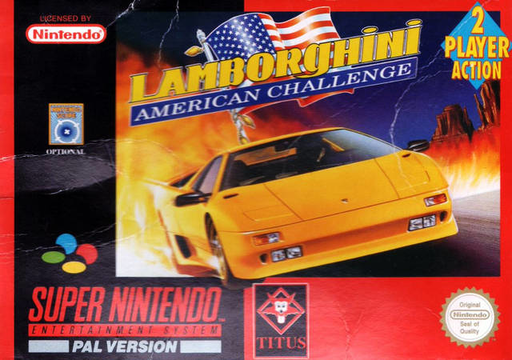 LICENSED BY
Nintendo
LAMBORGHINI
AMERICAN CHALLENGE
2
PLAYER
ACTION
OPTIONAL
SUPER NINTENDO
ENTERTAINMENT SYSTEM
PAL VERSION
TITUS
Original
Nintendo
Seal of
Quality